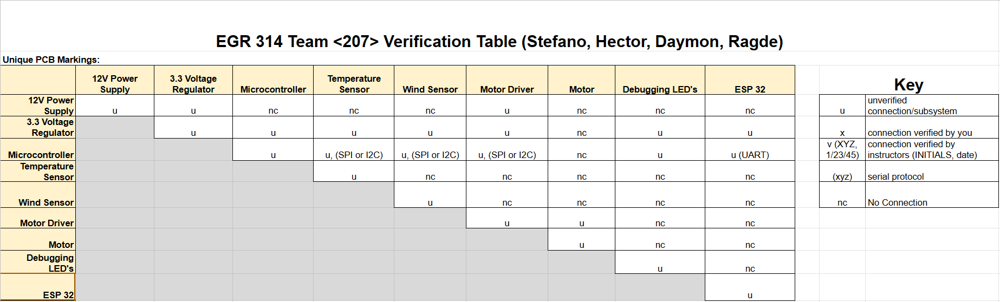 EGR 314 Team <207> Verification Table (Stefano, Hector, Daymon, Ragde)
Unique PCB Markings:
12V Power Supply 3.3 Voltage Regulator Microcontroller Temperature Sensor Wind Sensor Motor Driver Motor Debugging LED's ESP 32
12V Power Supply u u nc nc nc u nc nc nc
3.3 Voltage Regulator u u u u u nc u u
Microcontroller u u, (SPI or I2C) u, (SPI or I2C) u, (SPI or I2C) nc u u (UART)
Temperature Sensor u nc nc nc nc nc
Wind Sensor u nc nc nc nc
Motor Driver u u nc nc
Motor u nc nc
Debugging LED's u nc
ESP 32 u
Key
u unverified connection/subsystem
x connection verified by you
v (XYZ, 1/23/45) connection verified by instructors (INITIALS, date)
(xyz) serial protocol
nc No Connection